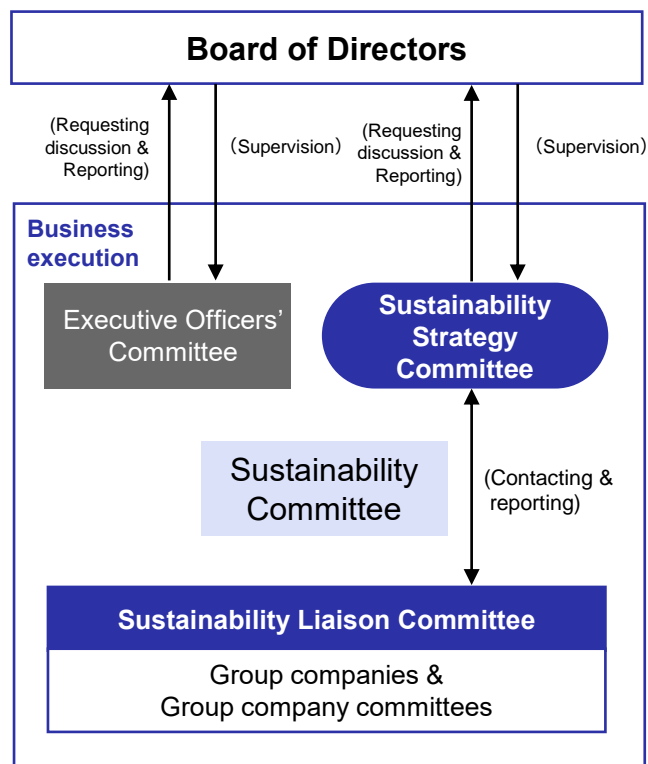 Board of Directors
(Requesting
discussion &
Reporting)
（Supervision）
(Requesting
discussion &
Reporting)
（Supervision）
Business
execution
Executive Officers’
Committee
Sustainability
Strategy
Committee
Sustainability
Committee
(Contacting &
reporting)
Sustainability Liaison Committee
Group companies &
Group company committees